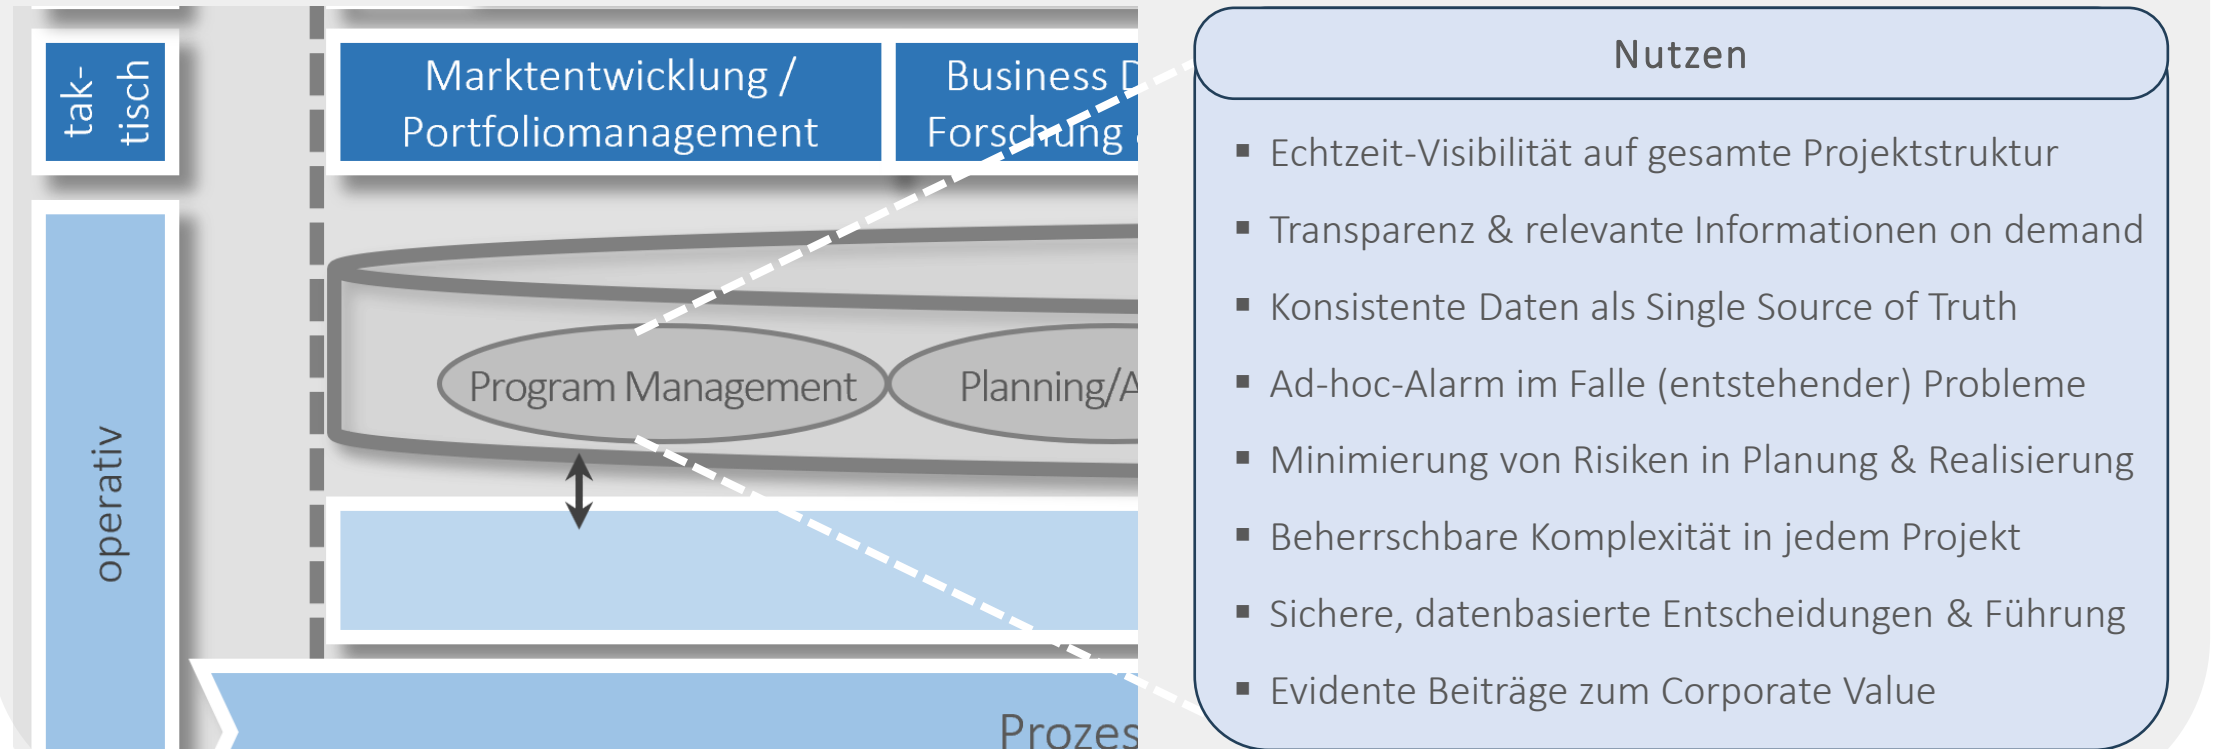 tak-
tisch
operativ
Marktentwicklung /
Portfoliomanagement
Business
Forschung
Program Management
Planning/A
Prozes
Nutzen
▪ Echtzeit-Visibilität auf gesamte Projektstruktur
▪ Transparenz & relevante Informationen on demand
▪ Konsistente Daten als Single Source of Truth
▪ Ad-hoc-Alarm im Falle (entstehender) Probleme
▪ Minimierung von Risiken in Planung & Realisierung
▪ Beherrschbare Komplexität in jedem Projekt
▪ Sichere, datenbasierte Entscheidungen & Führung
▪ Evidente Beiträge zum Corporate Value